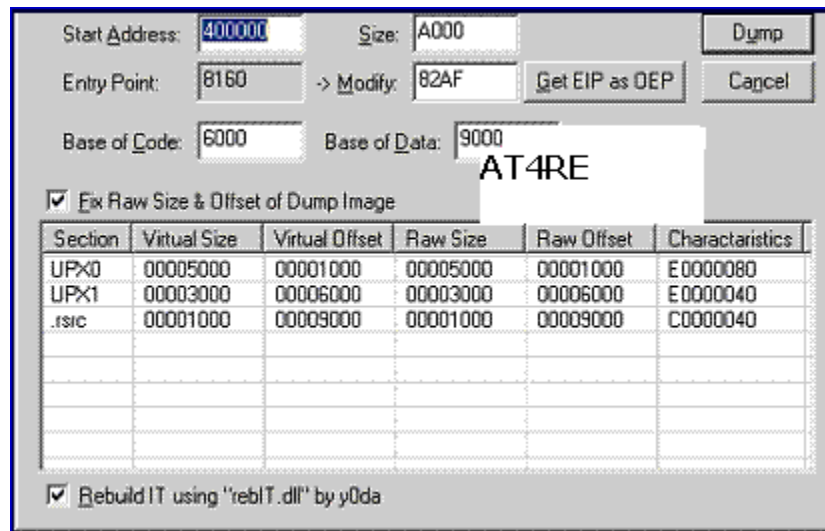 Start Address: 400000 Size: A000 Dump
Entry Point: 8160 -> Modify: 82AF Get EIP as OEP Cancel
Base of Code: 6000 Base of Data: 9000
AT4RE
Fix Raw Size & Offset of Dump Image
Section Virtual Size Virtual Offset Raw Size Raw Offset Charactaristics
UPX0 00005000 00001000 00005000 00001000 E0000080
UPX1 00003000 00006000 00003000 00006000 E0000040
.rsrc 00001000 00009000 00001000 00009000 C0000040
Rebuild IT using "rebIT.dll" by y0da